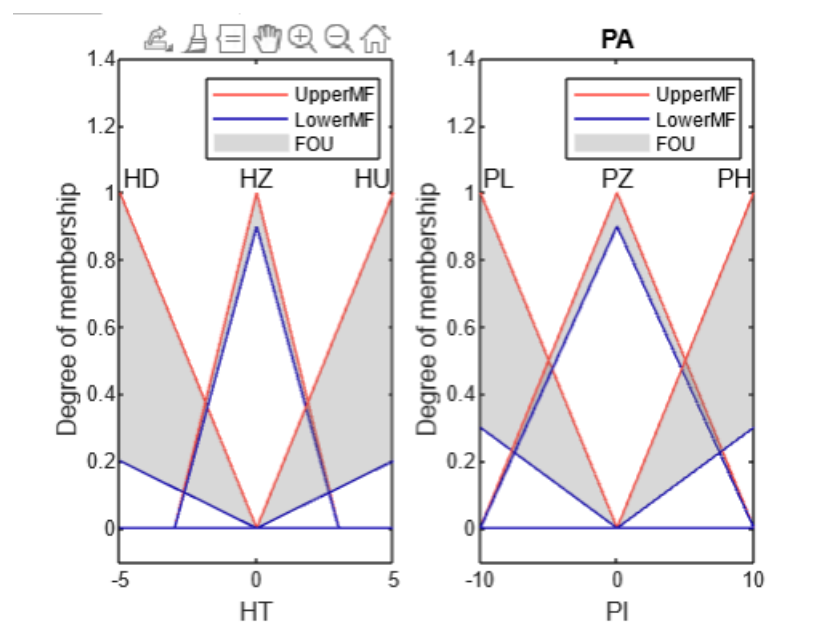 1.4
1.2
1
0.8
0.6
0.4
0.2
0
-5
0
5
HT
Degree of membership
HD
HZ
HU
UpperMF
LowerMF
FOU
PA
1.4
1.2
1
0.8
0.6
0.4
0.2
0
-10
0
10
PI
Degree of membership
PL
PZ
PH
UpperMF
LowerMF
FOU